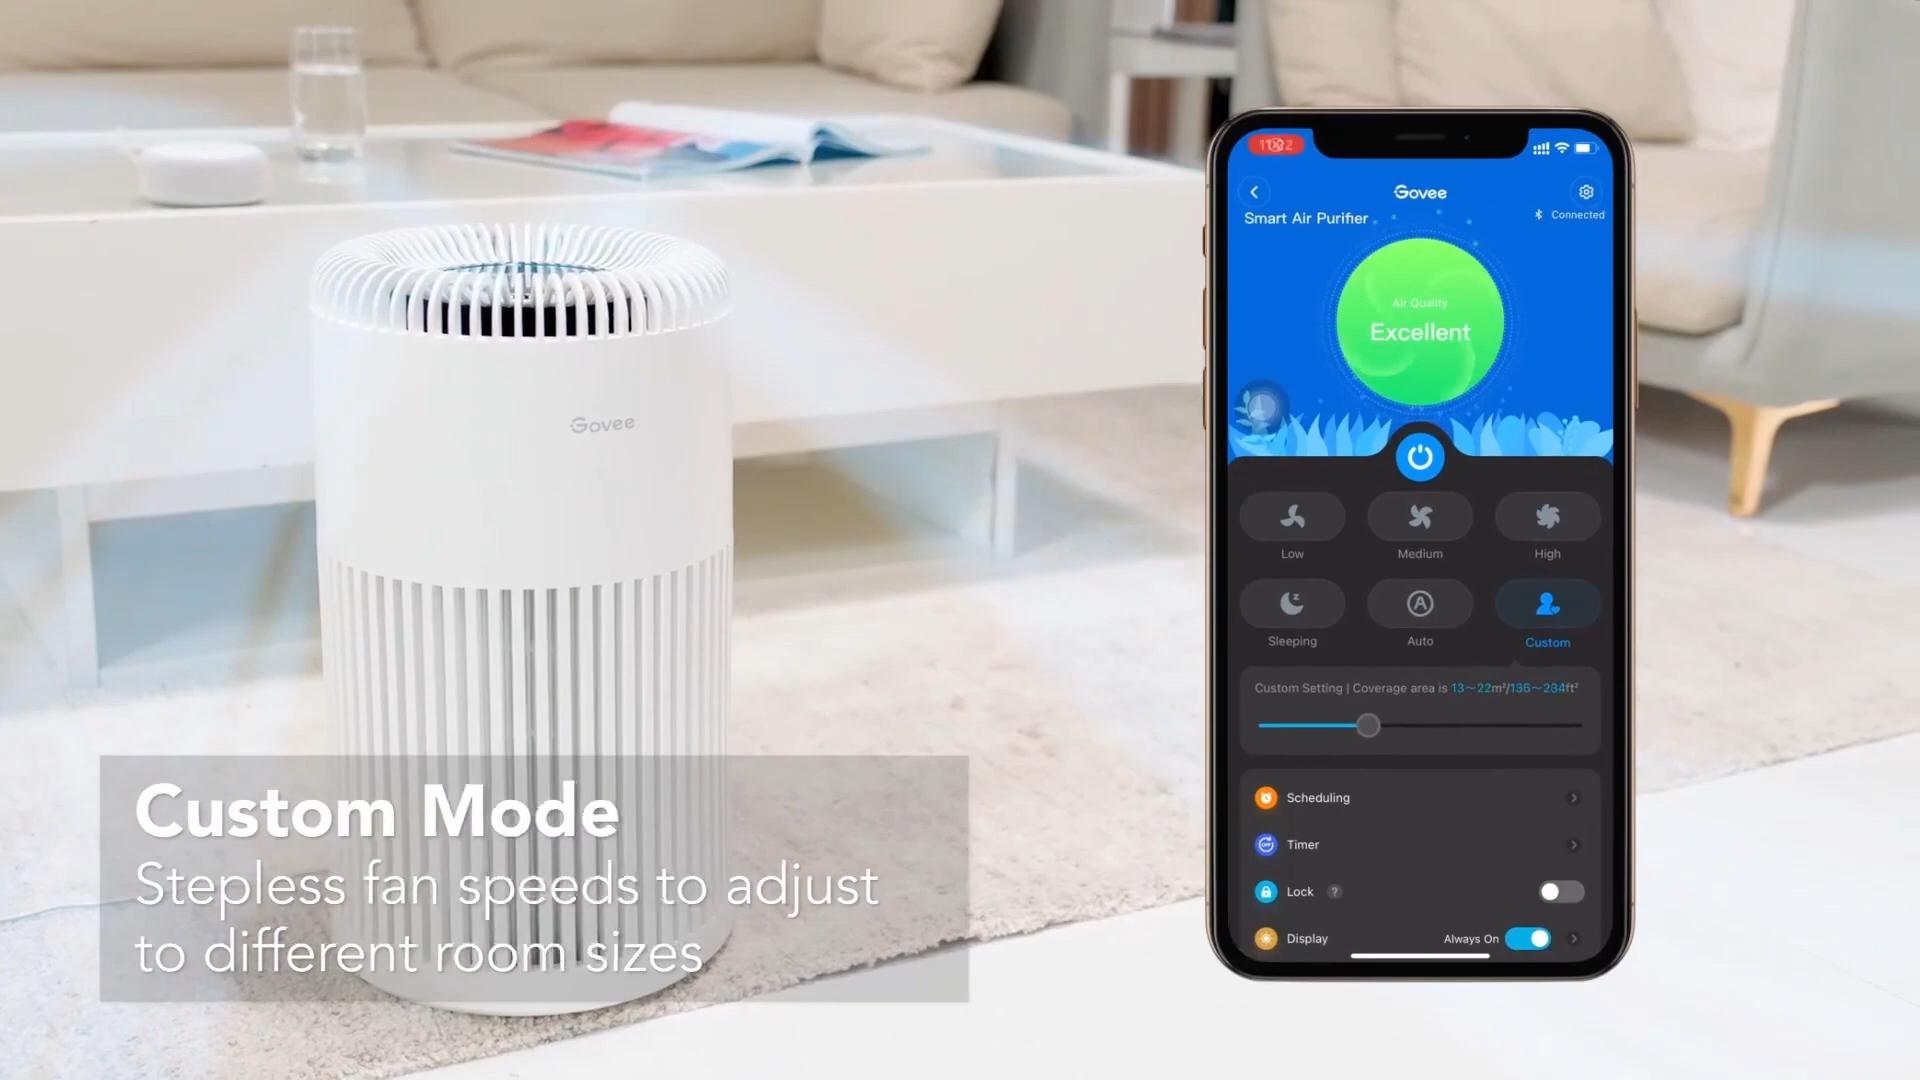 Govee
Custom Mode
Stepless fan speeds to adjust
to different room sizes
Govee
Smart Air Purifier
Connected
Air Quality
Excellent
Low
Medium
High
Sleeping
Auto
Custom
Custom Setting | Coverage area is 13~22m²/136~234ft²
Scheduling
Timer
OFF
Lock ?
Display
Always On